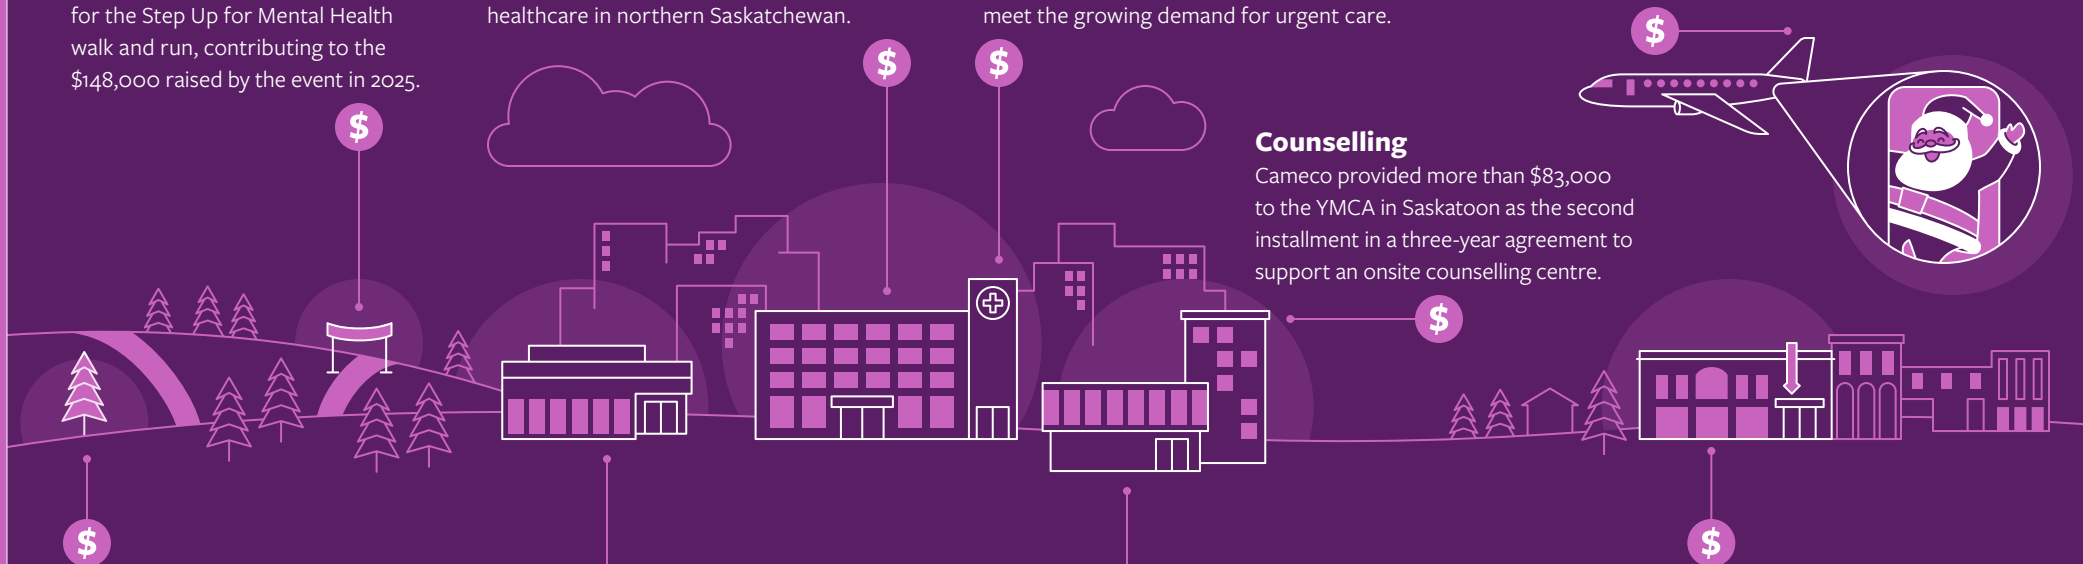 for the Step Up for Mental Health
walk and run, contributing to the
$148,000 raised by the event in 2025.
healthcare in northern Saskatchewan.
meet the growing demand for urgent care.
$
$
$
$
Counselling
Cameco provided more than $83,000
to the YMCA in Saskatoon as the second
installment in a three-year agreement to
support an onsite counselling centre.
$
$
$